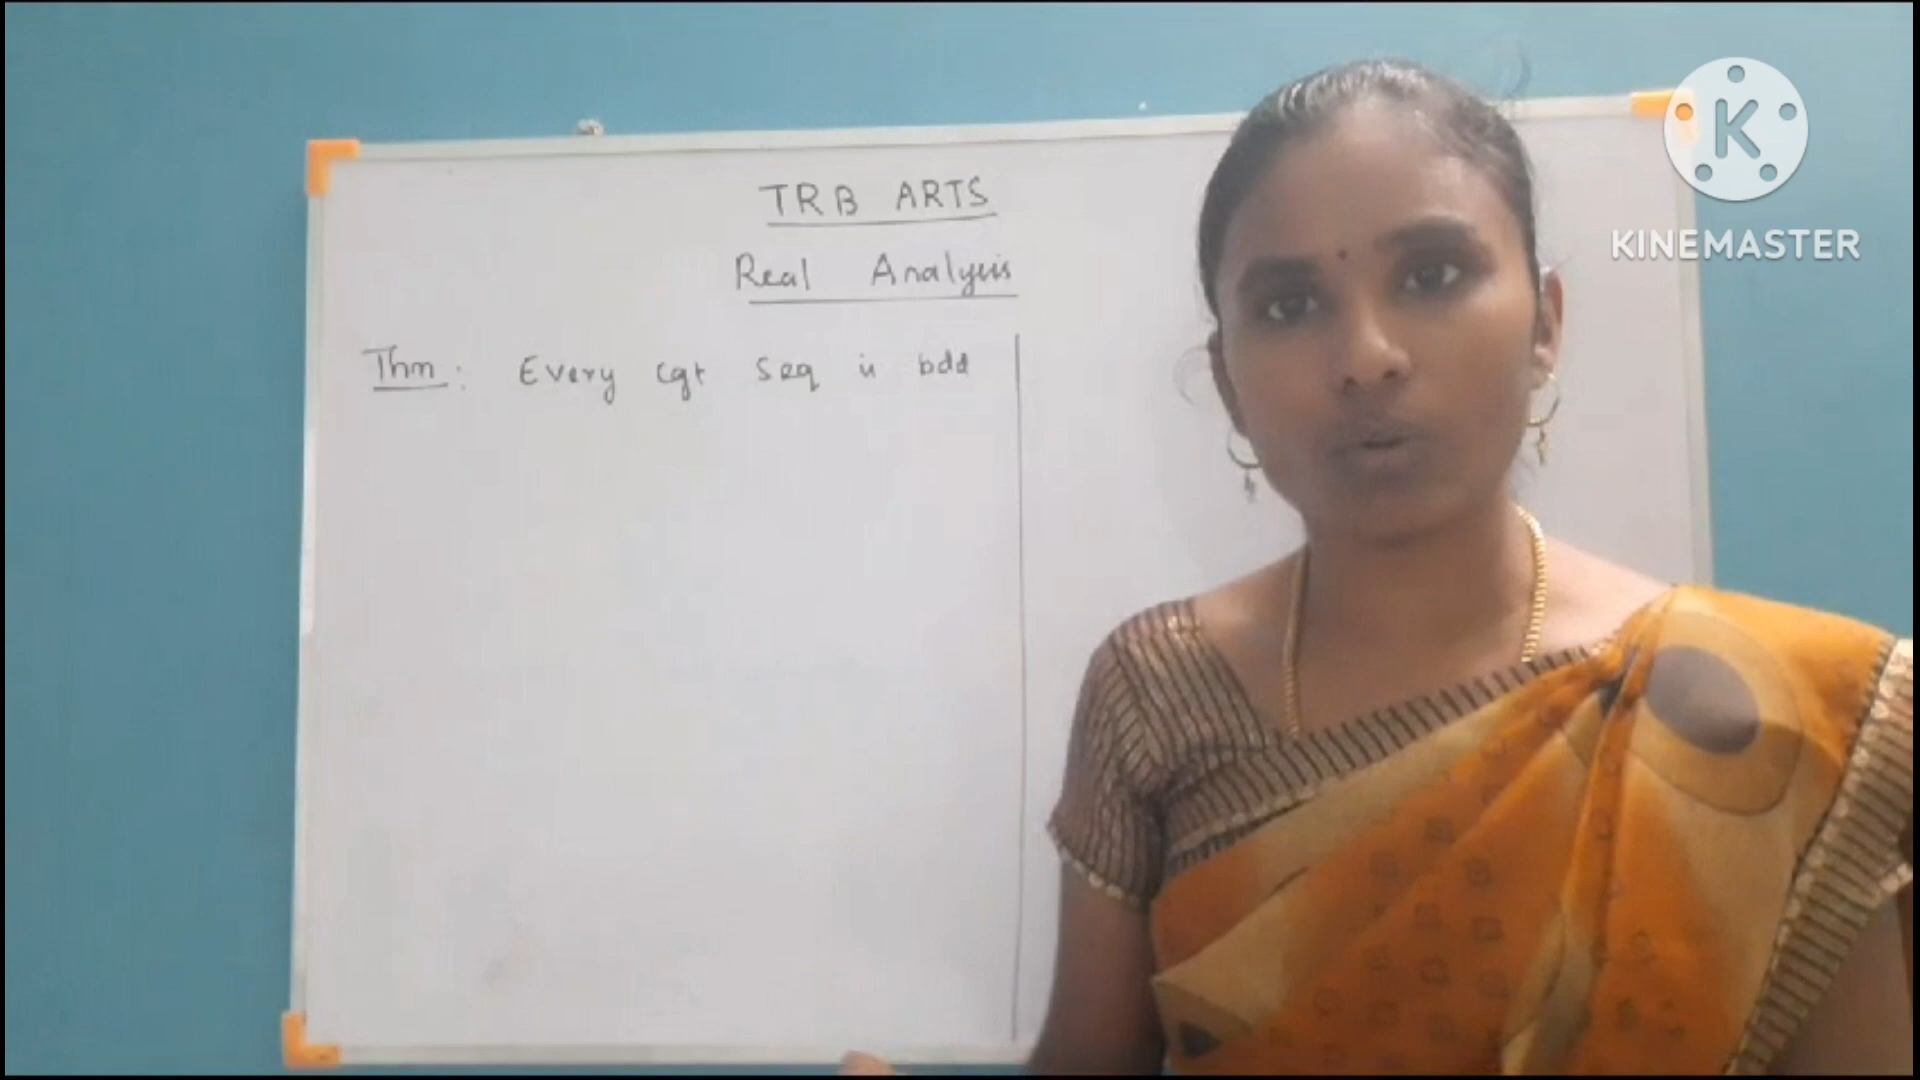 TRB ARTS
Real Analysis
Thm : Every cgt seq is bdd
K
KINEMASTER